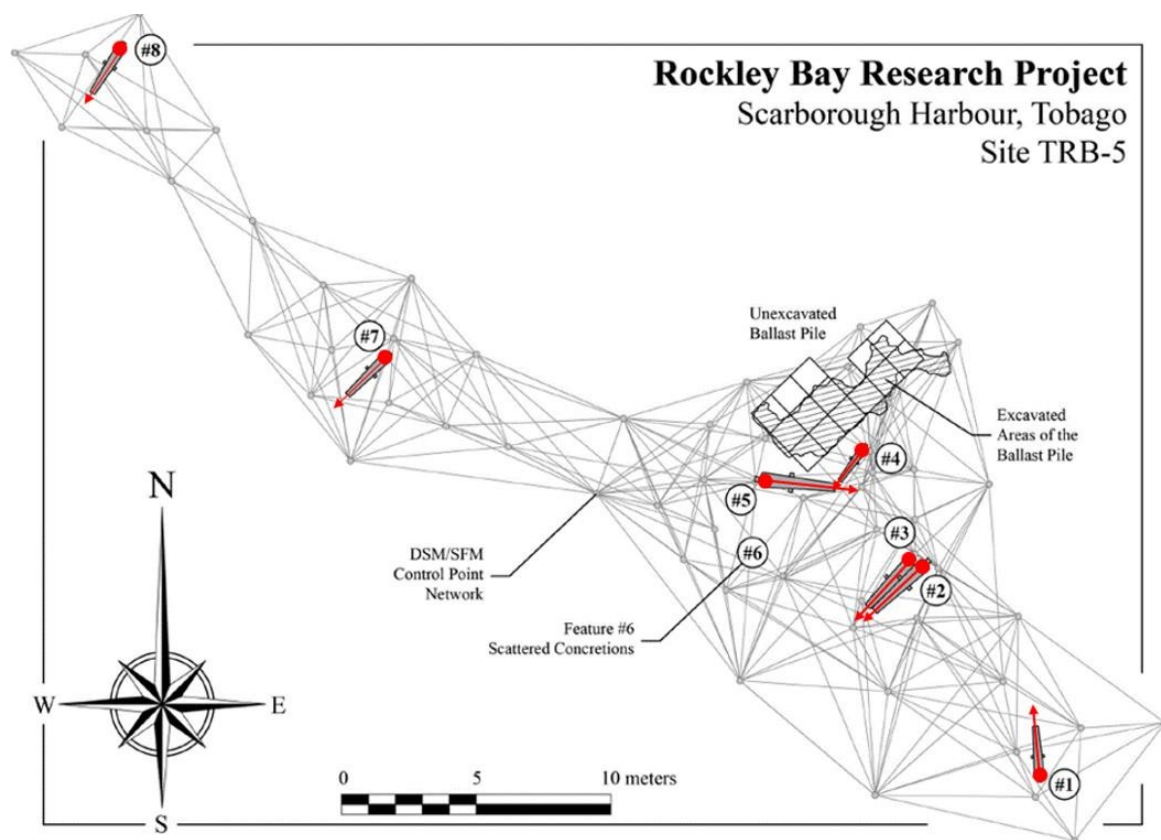 #8
Rockley Bay Research Project
Scarborough Harbour, Tobago
Site TRB-5
#7
Unexcavated
Ballast Pile
Excavated
Areas of the
Ballast Pile
#4
#5
#3
#6
#2
DSM/SFM
Control Point
Network
Feature #6
Scattered Concretions
N
W
E
S
0 5 10 meters
#1